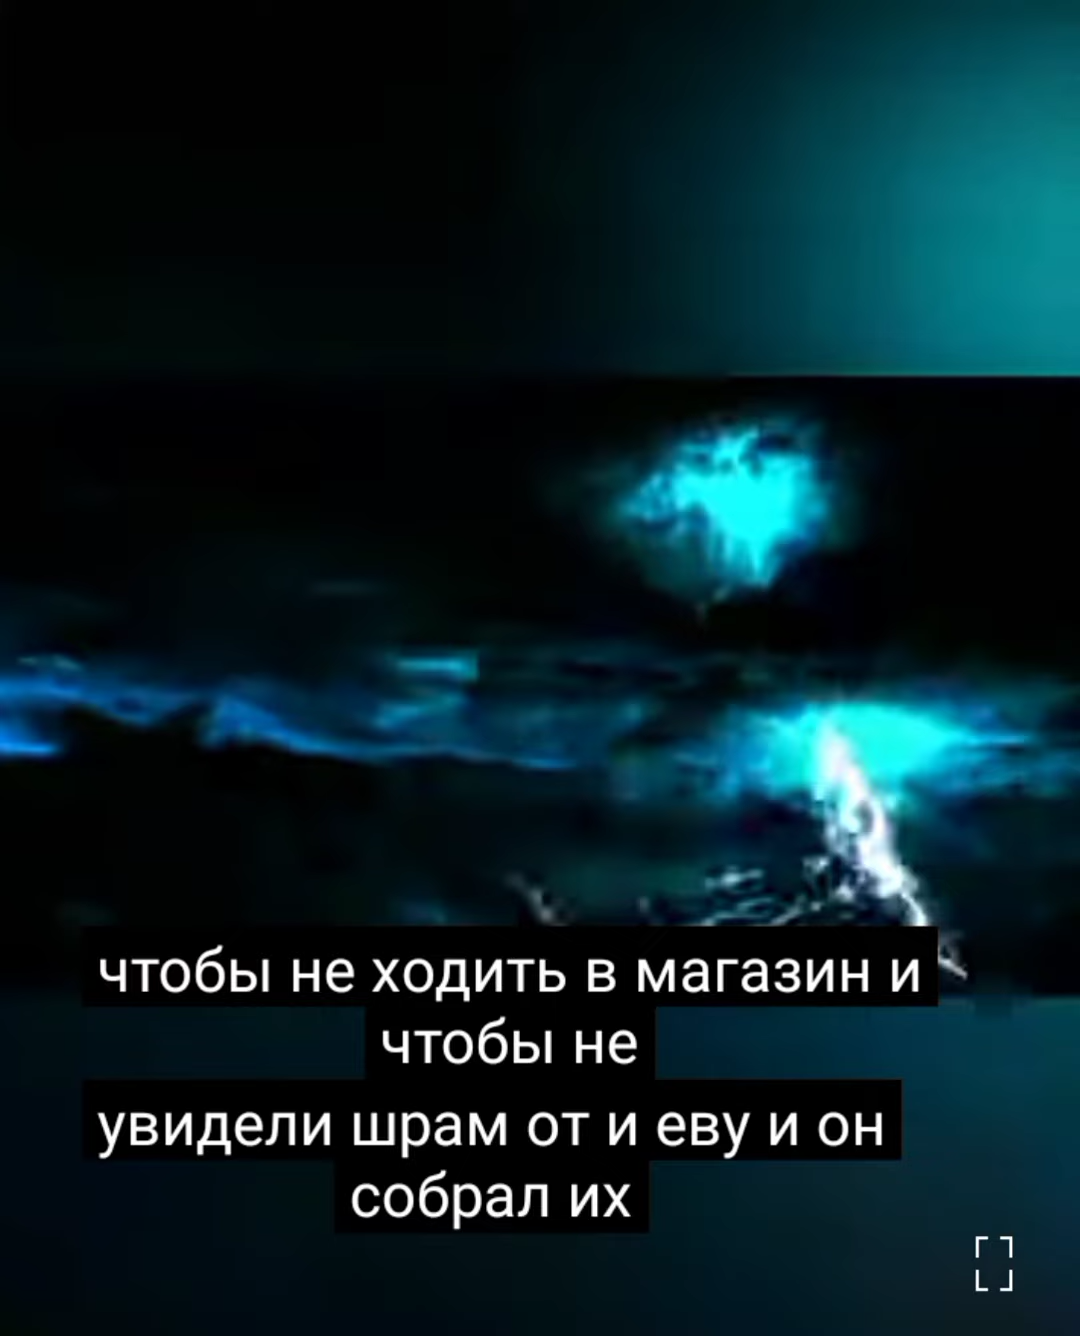 чтобы не ходить в магазин и
чтобы не
увидели шрам от и еву и он
собрал их